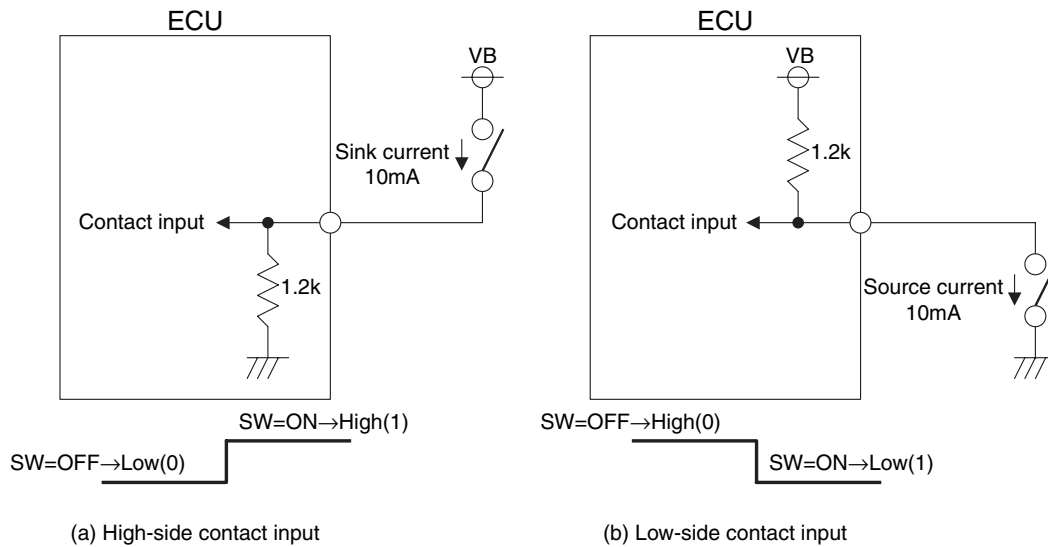 ECU
VB
Sink current
10mA
Contact input
1.2k
SW=ON→High(1)
SW=OFF→Low(0)
(a) High-side contact input
ECU
VB
1.2k
Contact input
Source current
10mA
SW=OFF→High(0)
SW=ON→Low(1)
(b) Low-side contact input